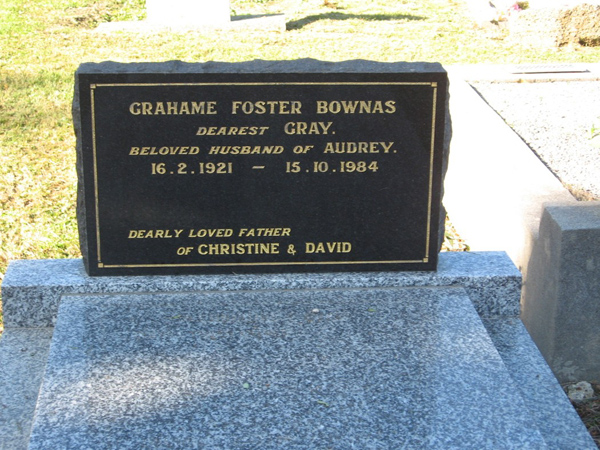 GRAHAME FOSTER BOWNAS
DEAREST GRAY.
BELOVED HUSBAND OF AUDREY.
16.2.1921 — 15.10.1984
DEARLY LOVED FATHER
OF CHRISTINE & DAVID